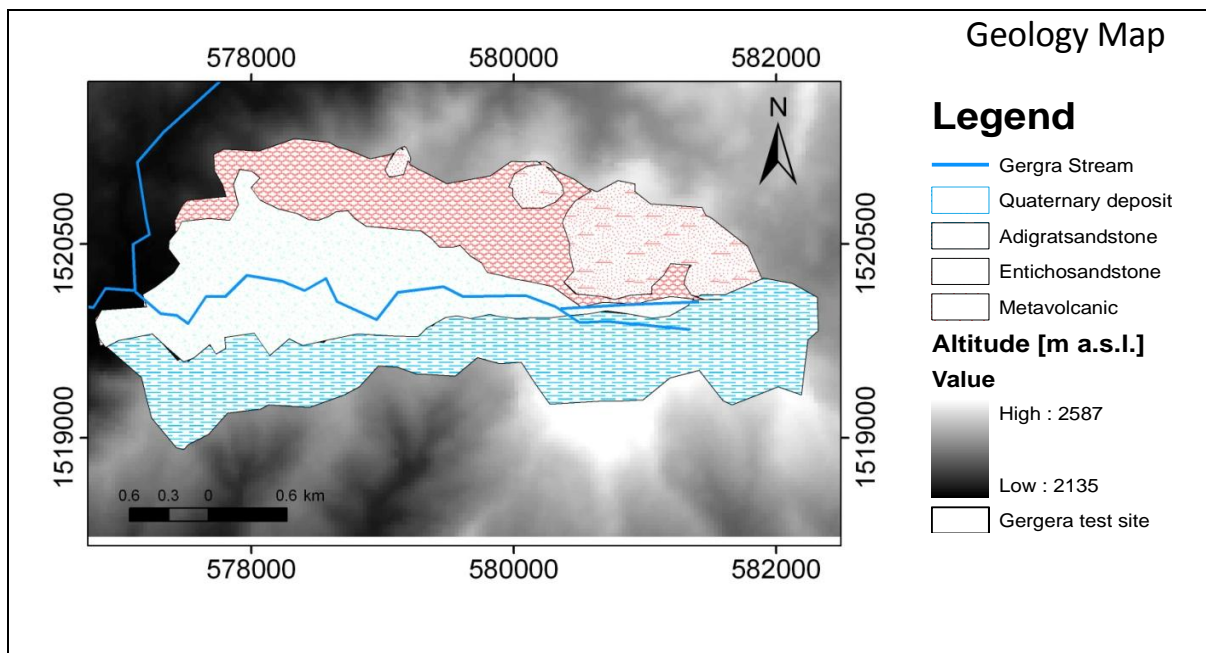 Geology Map
578000 580000 582000
N
1520500 1520500
1519000 1519000
0.6 0.3 0 0.6 km
578000 580000 582000
Legend
Gergra Stream
Quaternary deposit
Adigratsandstone
Entichosandstone
Metavolcanic
Altitude [m a.s.l.]
Value
High : 2587
Low : 2135
Gergera test site